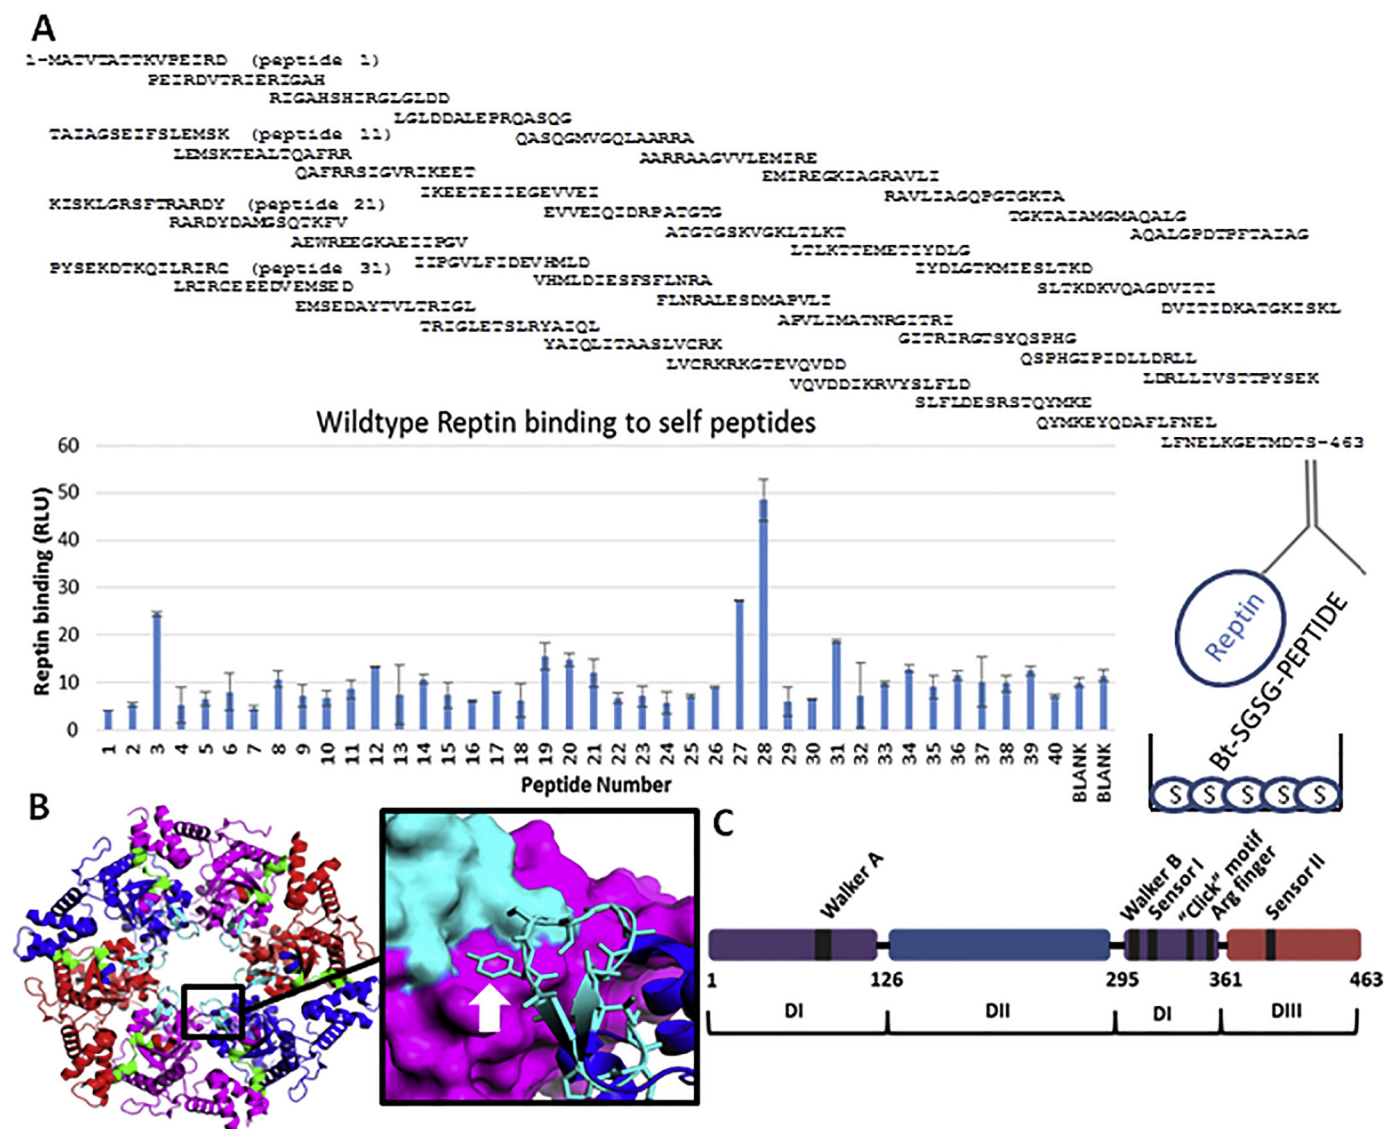 A
1-MATVTATTKVPEIRD (peptide 1)
PEIRDVTRIERIGAH
RIGAHSHIRGLGLDD
LGLDDALEPRQASQG
QASQGMVGQLAARRA
AARRAAGVVLEMIRE
EMIREGKIAGRAVLI
RAVLIAGQPGTGKTA
TGKTAIAMGMAQALG
AQALGPDTPFTAIAG
TAIAGSEIFSLEMSK (peptide 11)
LEMSKTEALTQAFRR
QAFRRSIGVRIKEET
IKEETEIIEGEVVEI
EVVEIQIDRPATGTG
ATGTGSKVGKLTLKT
LTLKTTEMETIYDLG
IYDLGTKMIESLTKD
SLTKDKVQAGDVITI
DVITIDKATGKISKL
KISKLGRSFTRARDY (peptide 21)
RARDYDAMGSQTKFV
AEWREEGKAEIIPGV
IIPGVLFIDEVHMLD
VHMLDIESFSFLNRA
FLNRALESDMAPVLI
APVLIMATNRGITRI
GITRIRGTSYQSPHG
QSPHGIPIDLLDRLL
LDRLLIVSTTPYSEK
PYSEKDTKQILRIRC (peptide 31)
LRIRCEEEDVEMSED
EMSEDAYTVLTRIGL
TRIGLETSLRYAIQL
YAIQLITAASLVCRK
LVCRKRKGTEVQVDD
VQVDDIKRVYSLFLD
SLFLDESRSTQYMKE
QYMKEYQDAFLFNEL
LFNELKGETMDTS-463
Wildtype Reptin binding to self peptides
Reptin binding (RLU)
60
50
40
30
20
10
0
1 2 3 4 5 6 7 8 9 10 11 12 13 14 15 16 17 18 19 20 21 22 23 24 25 26 27 28 29 30 31 32 33 34 35 36 37 38 39 40 BLANK BLANK
Peptide Number
Reptin
Bt-SGSG-PEPTIDE
S S S S S
B
C
Walker A
Walker B
Sensor I
"Click" motif
Arg finger
Sensor II
1 126 295 361 463
DI DII DI DIII